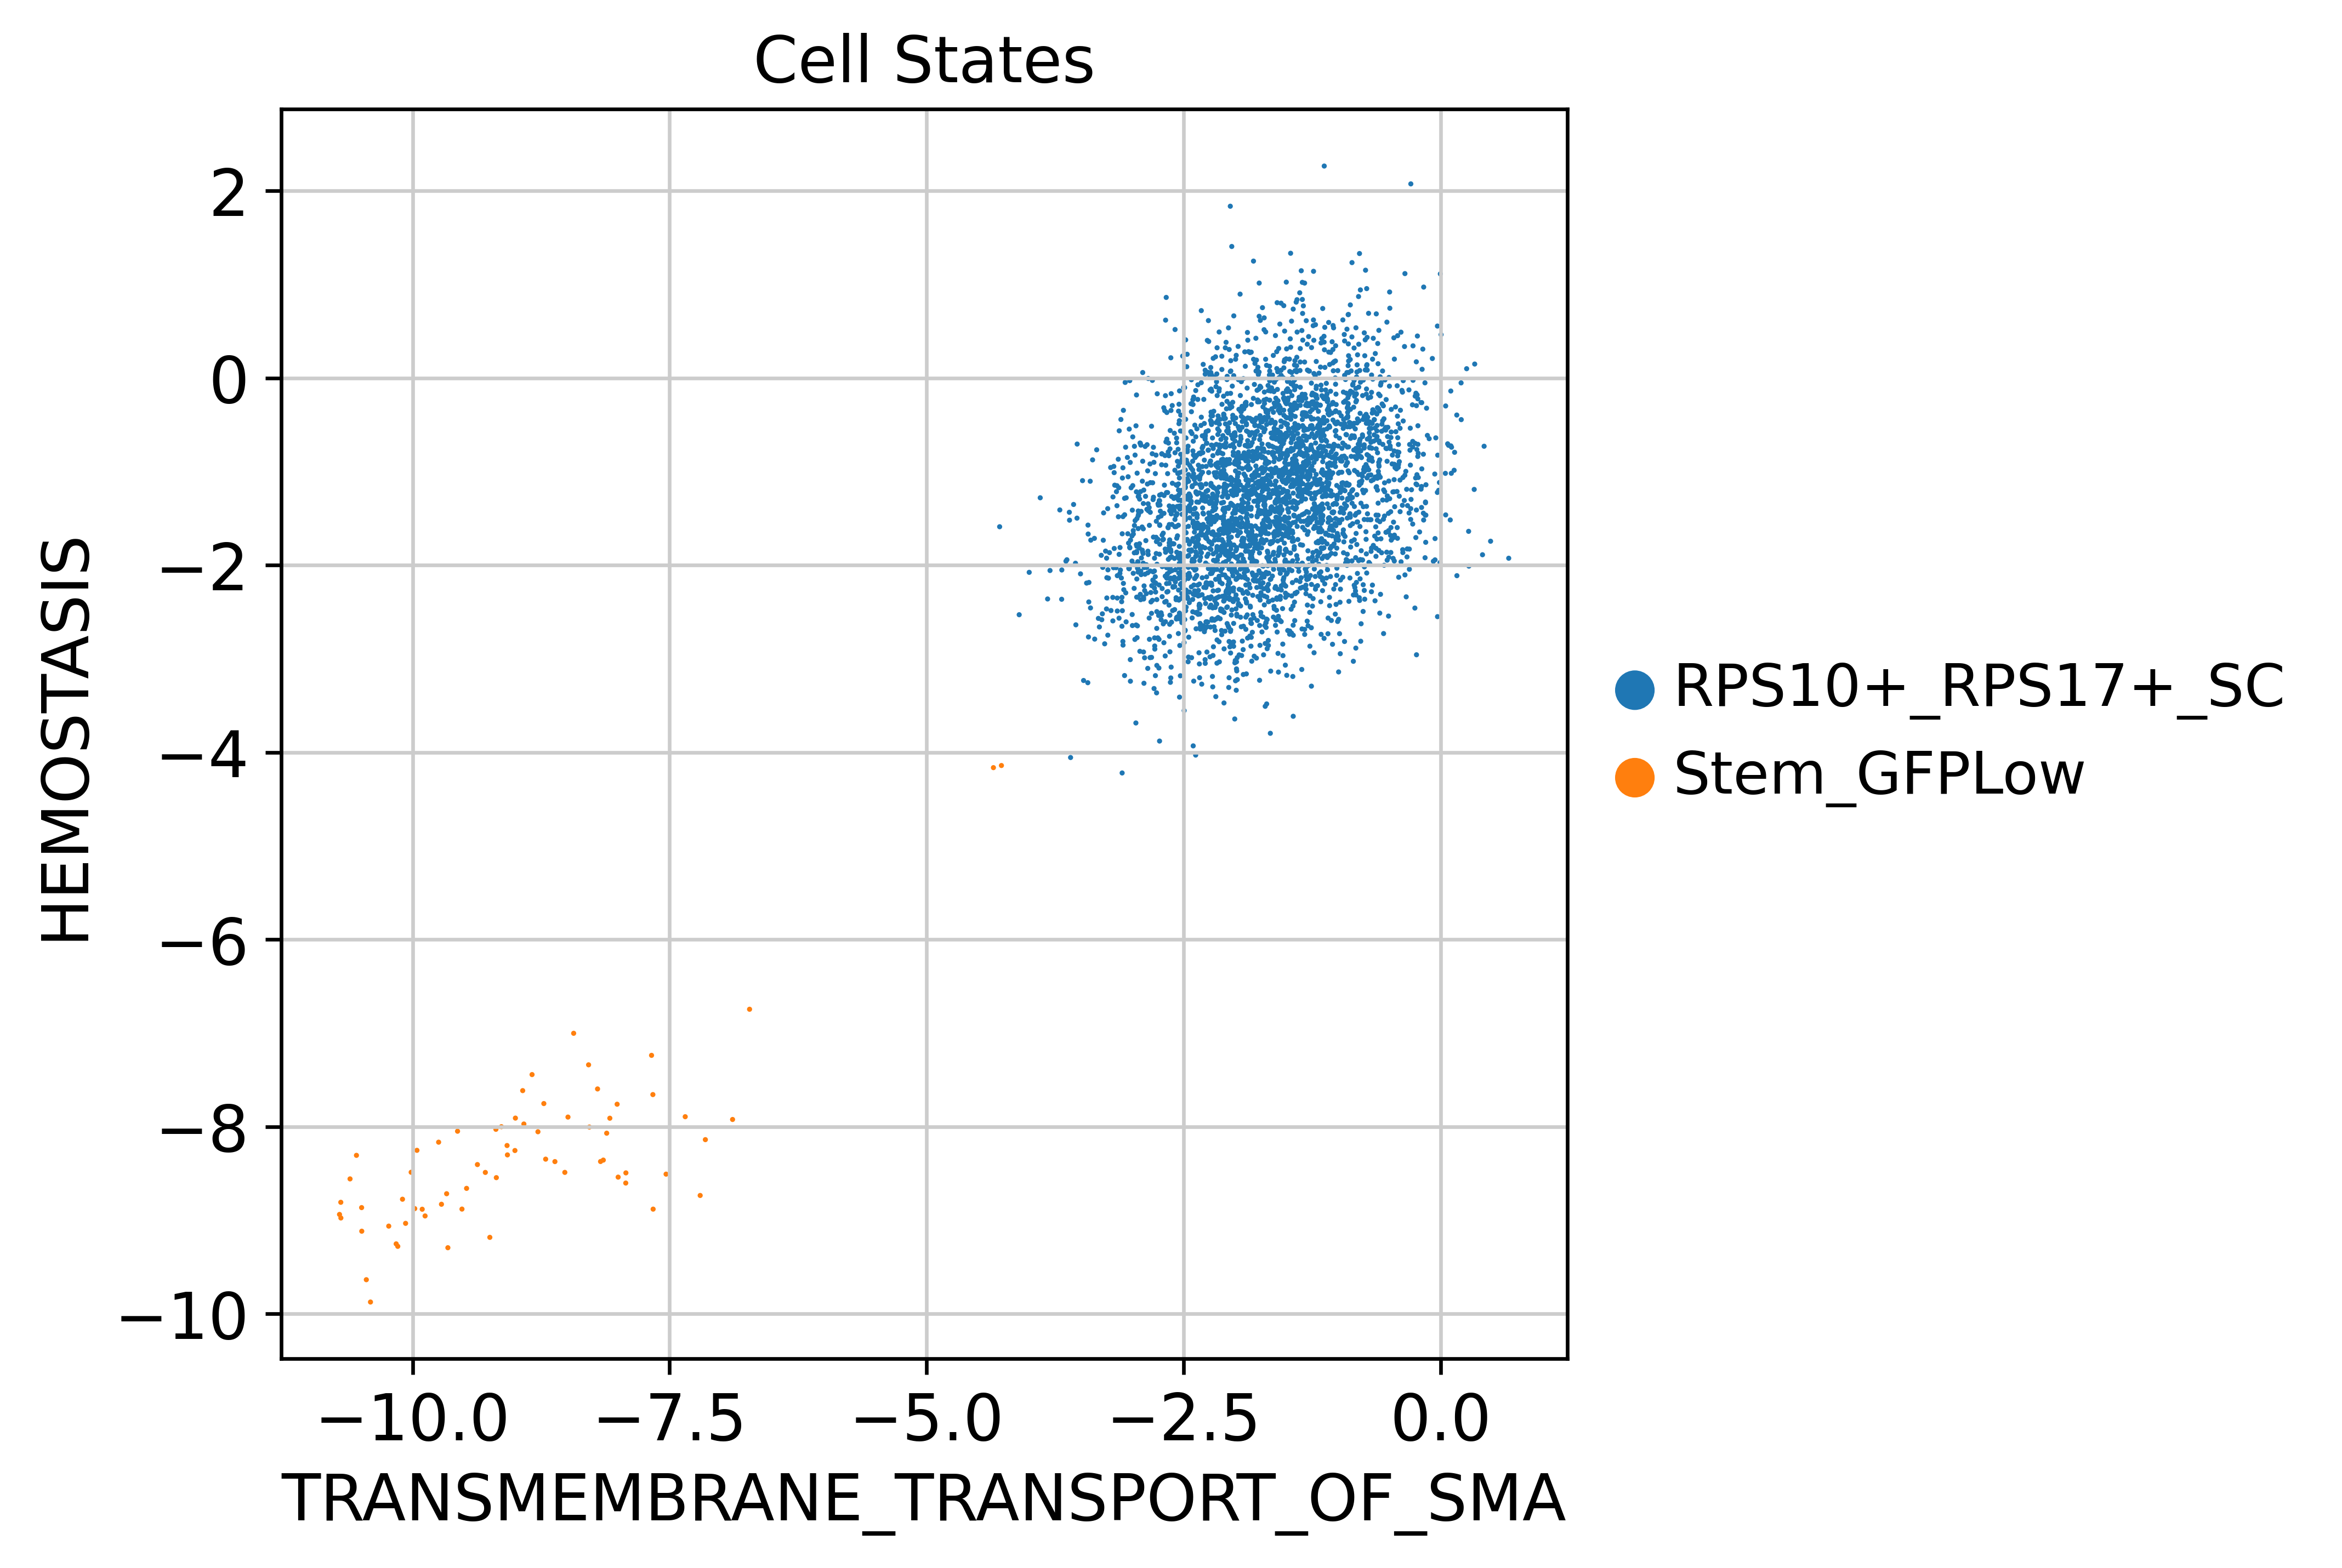 Cell States
2
0
−2
−4
−6
−8
−10
HEMOSTASIS
−10.0
−7.5
−5.0
−2.5
0.0
TRANSMEMBRANE_TRANSPORT_OF_SMA
RPS10+_RPS17+_SC
Stem_GFPLow